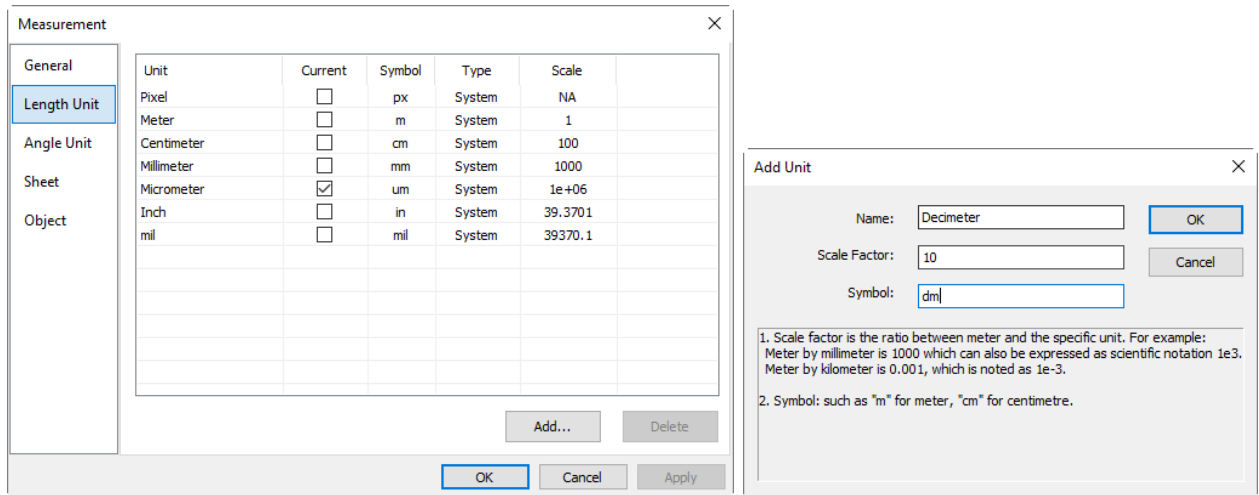 Measurement
General
Length Unit
Angle Unit
Sheet
Object
Unit Current Symbol Type Scale
Pixel px System NA
Meter m System 1
Centimeter cm System 100
Millimeter mm System 1000
Micrometer um System 1e+06
Inch in System 39.3701
mil mil System 39370.1
Add... Delete
OK Cancel Apply
Add Unit
Name: Decimeter OK
Scale Factor: 10 Cancel
Symbol: dm
1. Scale factor is the ratio between meter and the specific unit. For example:
Meter by millimeter is 1000 which can also be expressed as scientific notation 1e3.
Meter by kilometer is 0.001, which is noted as 1e-3.
2. Symbol: such as "m" for meter, "cm" for centimetre.